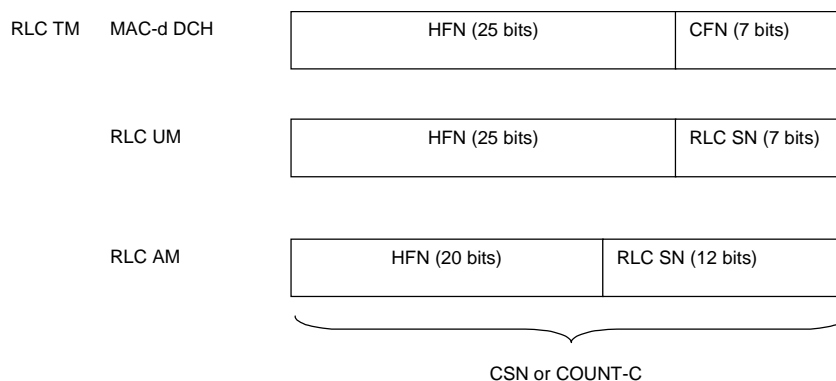 RLC TM MAC-d DCH HFN (25 bits) CFN (7 bits)
RLC UM HFN (25 bits) RLC SN (7 bits)
RLC AM HFN (20 bits) RLC SN (12 bits)
CSN or COUNT-C